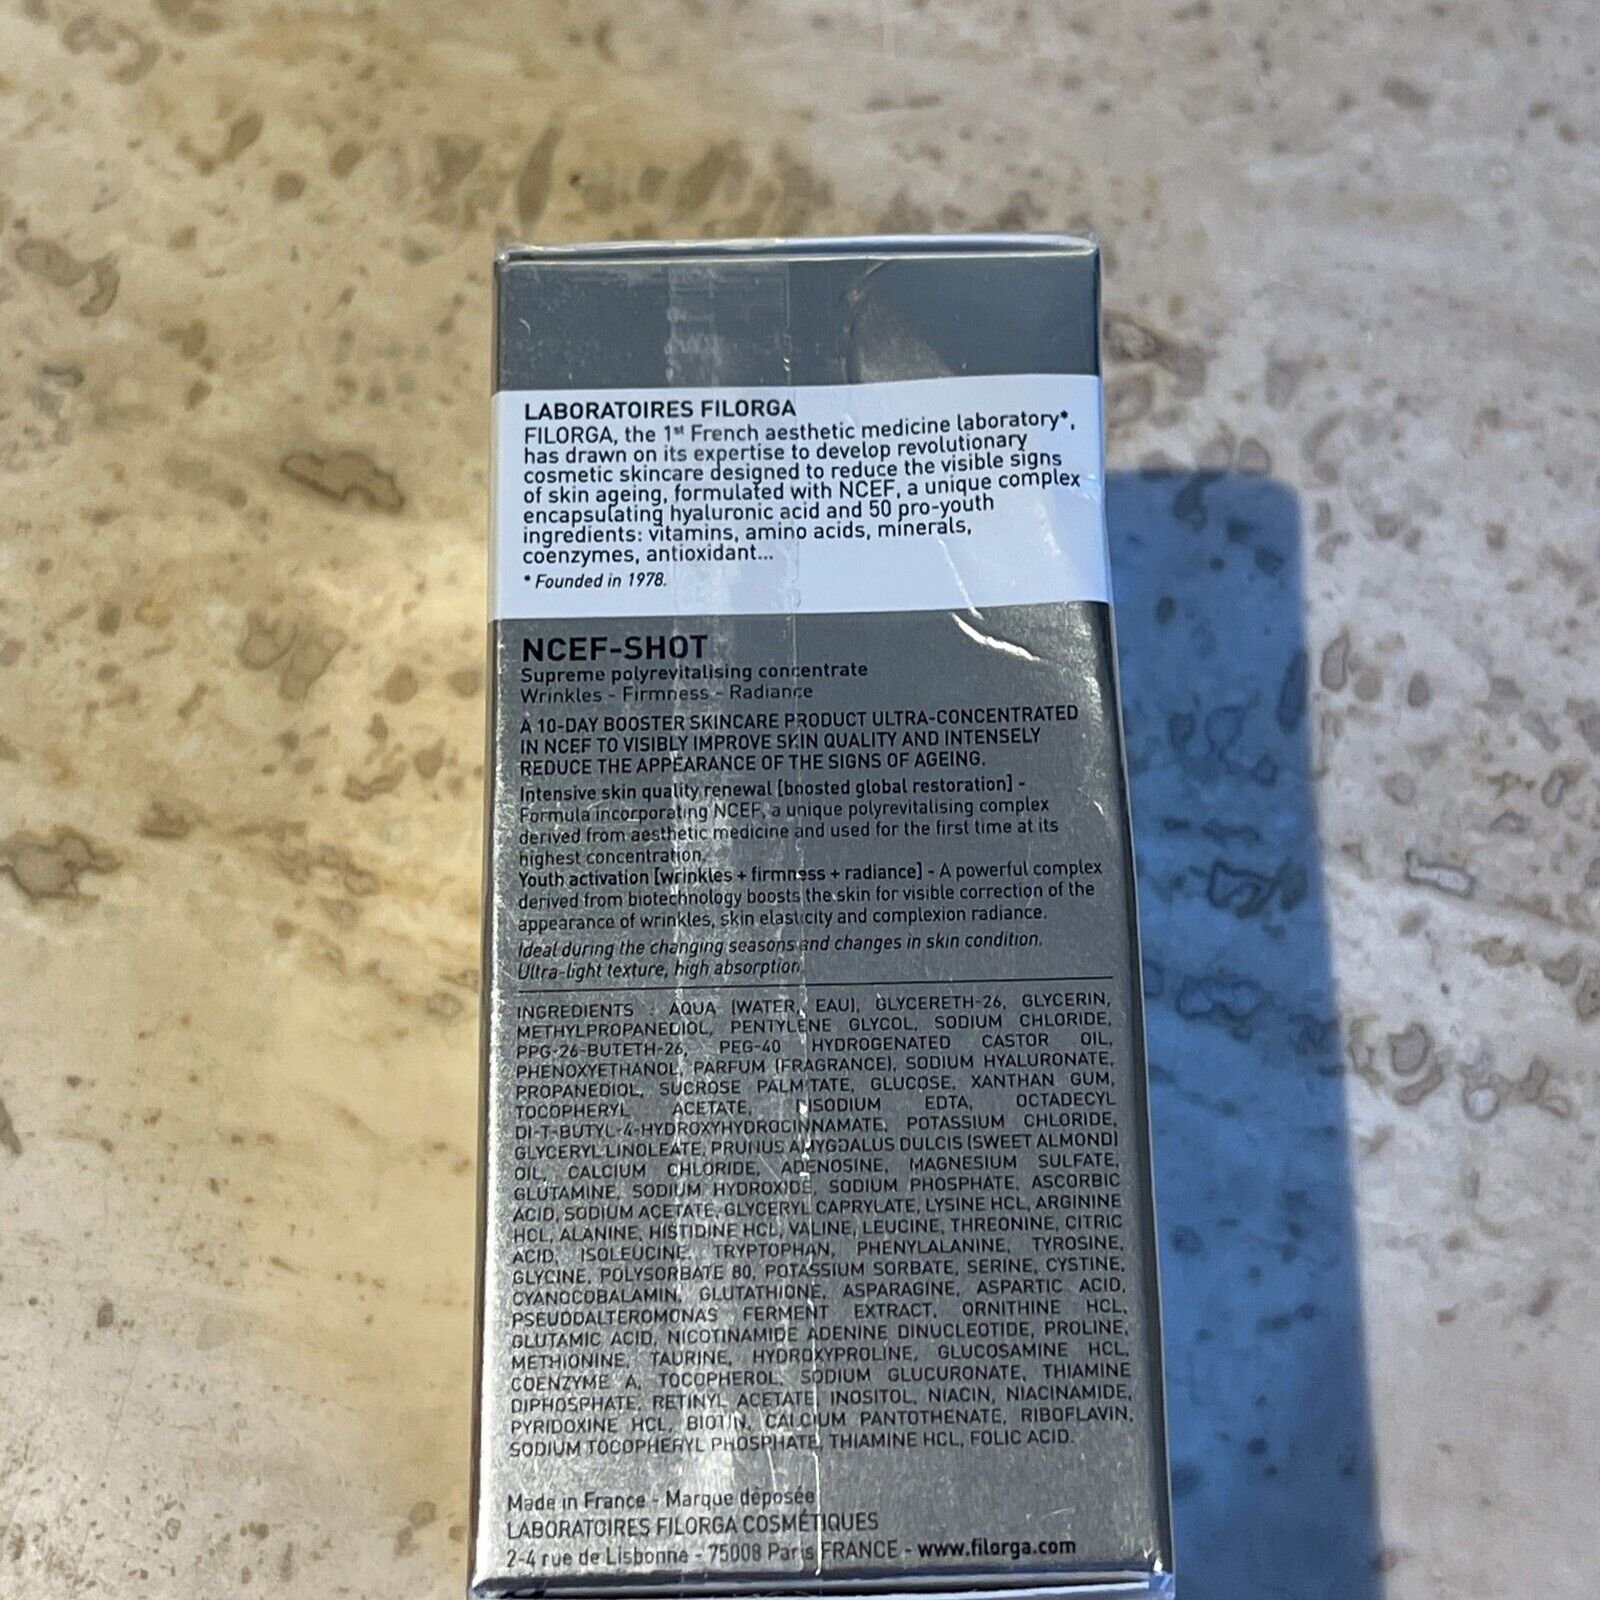 LABORATOIRES FILORGA
FILORGA, the 1st French aesthetic medicine laboratory*,
has drawn on its expertise to develop revolutionary
cosmetic skincare designed to reduce the visible signs
of skin ageing, formulated with NCEF, a unique complex
encapsulating hyaluronic acid and 50 pro-youth
ingredients: vitamins, amino acids, minerals,
coenzymes, antioxidant...
* Founded in 1978.
NCEF-SHOT
Supreme polyrevitalising concentrate
Wrinkles - Firmness - Radiance
A 10-DAY BOOSTER SKINCARE PRODUCT ULTRA-CONCENTRATED
IN NCEF TO VISIBLY IMPROVE SKIN QUALITY AND INTENSELY
REDUCE THE APPEARANCE OF THE SIGNS OF AGEING.
Intensive skin quality renewal [boosted global restoration] -
Formula incorporating NCEF, a unique polyrevitalising complex
derived from aesthetic medicine and used for the first time at its
highest concentration.
Youth activation [wrinkles + firmness + radiance] - A powerful complex
derived from biotechnology boosts the skin for visible correction of the
appearance of wrinkles, skin elasticity and complexion radiance.
Ideal during the changing seasons and changes in skin condition.
Ultra-light texture, high absorption.
INGREDIENTS : AQUA (WATER, EAU), GLYCERETH-26, GLYCERIN,
METHYLPROPANEDIOL, PENTYLENE GLYCOL, SODIUM CHLORIDE,
PPG-26-BUTETH-26, PEG-40 HYDROGENATED CASTOR OIL,
PHENOXYETHANOL, PARFUM (FRAGRANCE), SODIUM HYALURONATE,
PROPANEDIOL, SUCROSE PALMITATE, GLUCOSE, XANTHAN GUM,
TOCOPHERYL ACETATE, DISODIUM EDTA, OCTADECYL
DI-T-BUTYL-4-HYDROXYHYDROCINNAMATE, POTASSIUM CHLORIDE,
GLYCERYL LINOLEATE, PRUNUS AMYGDALUS DULCIS (SWEET ALMOND)
OIL, CALCIUM CHLORIDE, ADENOSINE, MAGNESIUM SULFATE,
GLUTAMINE, SODIUM HYDROXIDE, SODIUM PHOSPHATE, ASCORBIC
ACID, SODIUM ACETATE, GLYCERYL CAPRYLATE, LYSINE HCL, ARGININE
HCL, ALANINE, HISTIDINE HCL, VALINE, LEUCINE, THREONINE, CITRIC
ACID, ISOLEUCINE, TRYPTOPHAN, PHENYLALANINE, TYROSINE,
GLYCINE, POLYSORBATE 80, POTASSIUM SORBATE, SERINE, CYSTINE,
CYANOCOBALAMIN, GLUTATHIONE, ASPARAGINE, ASPARTIC ACID,
PSEUDOALTEROMONAS FERMENT EXTRACT, ORNITHINE HCL,
GLUTAMIC ACID, NICOTINAMIDE ADENINE DINUCLEOTIDE, PROLINE,
METHIONINE, TAURINE, HYDROXYPROLINE, GLUCOSAMINE HCL,
COENZYME A, TOCOPHEROL, SODIUM GLUCURONATE, THIAMINE
DIPHOSPHATE, RETINYL ACETATE, INOSITOL, NIACIN, NIACINAMIDE,
PYRIDOXINE HCL, BIOTIN, CALCIUM PANTOTHENATE, RIBOFLAVIN,
SODIUM TOCOPHERYL PHOSPHATE, THIAMINE HCL, FOLIC ACID.
Made in France - Marque déposée
LABORATOIRES FILORGA COSMÉTIQUES
2-4 rue de Lisbonne - 75008 Paris FRANCE - www.filorga.com